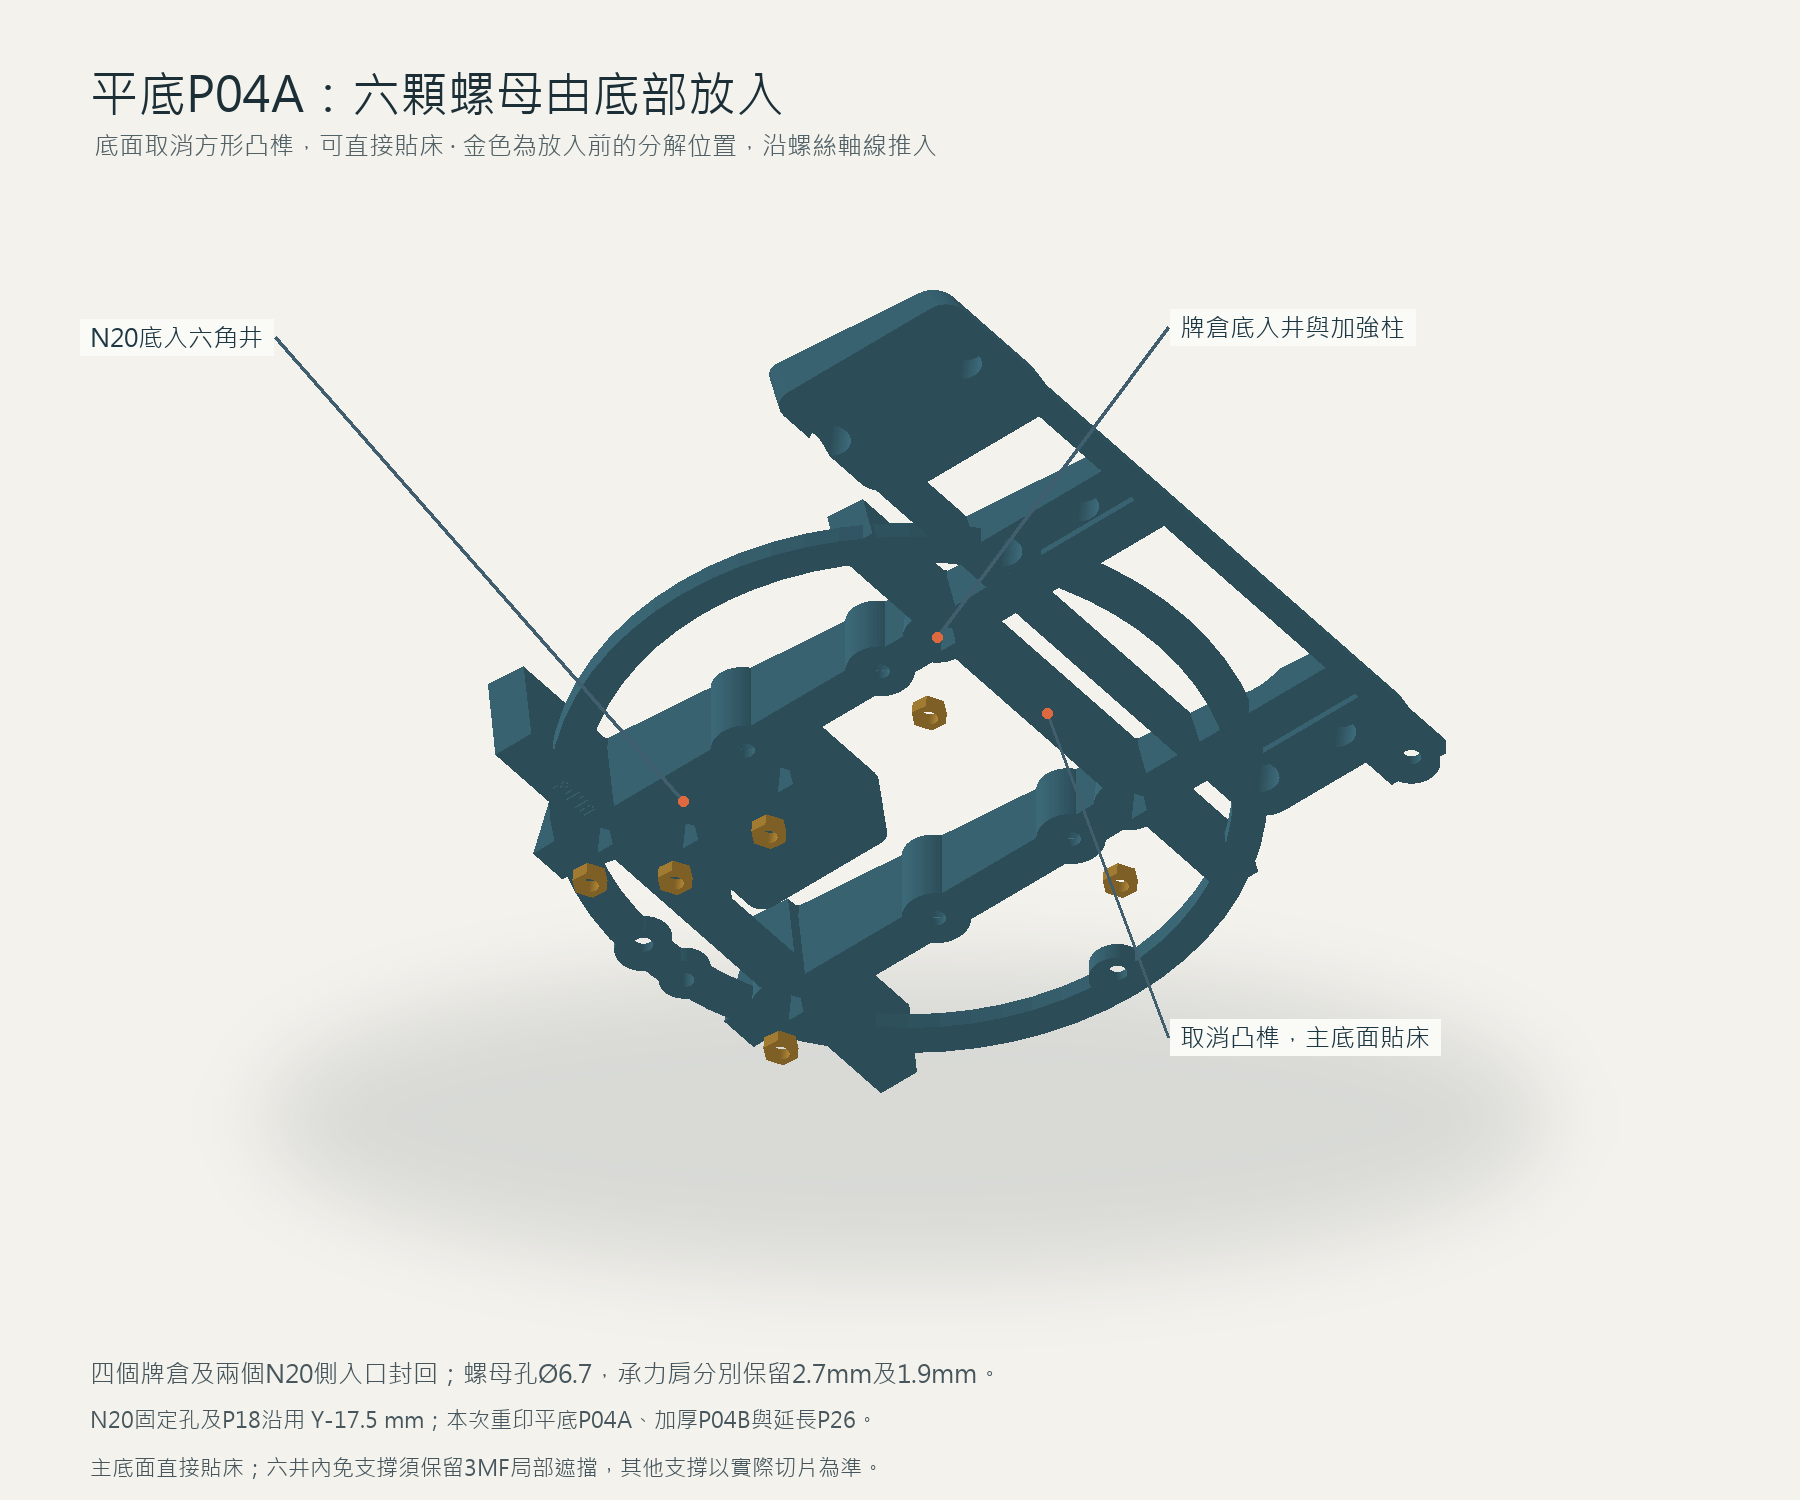 平底P04A：六顆螺母由底部放入
底面取消方形凸榫，可直接貼床·金色為放入前的分解位置，沿螺絲軸線推入
N20底入六角井
牌倉底入井與加強柱
取消凸榫，主底面貼床
四個牌倉及兩個N20側入口封回；螺母孔Ø6.7，承力肩分別保留2.7mm及1.9mm。
N20固定孔及P18沿用 Y-17.5 mm；本次重印平底P04A、加厚P04B與延長P26。
主底面直接貼床；六井內免支撐須保留3MF局部遮擋，其他支撐以實際切片為準。